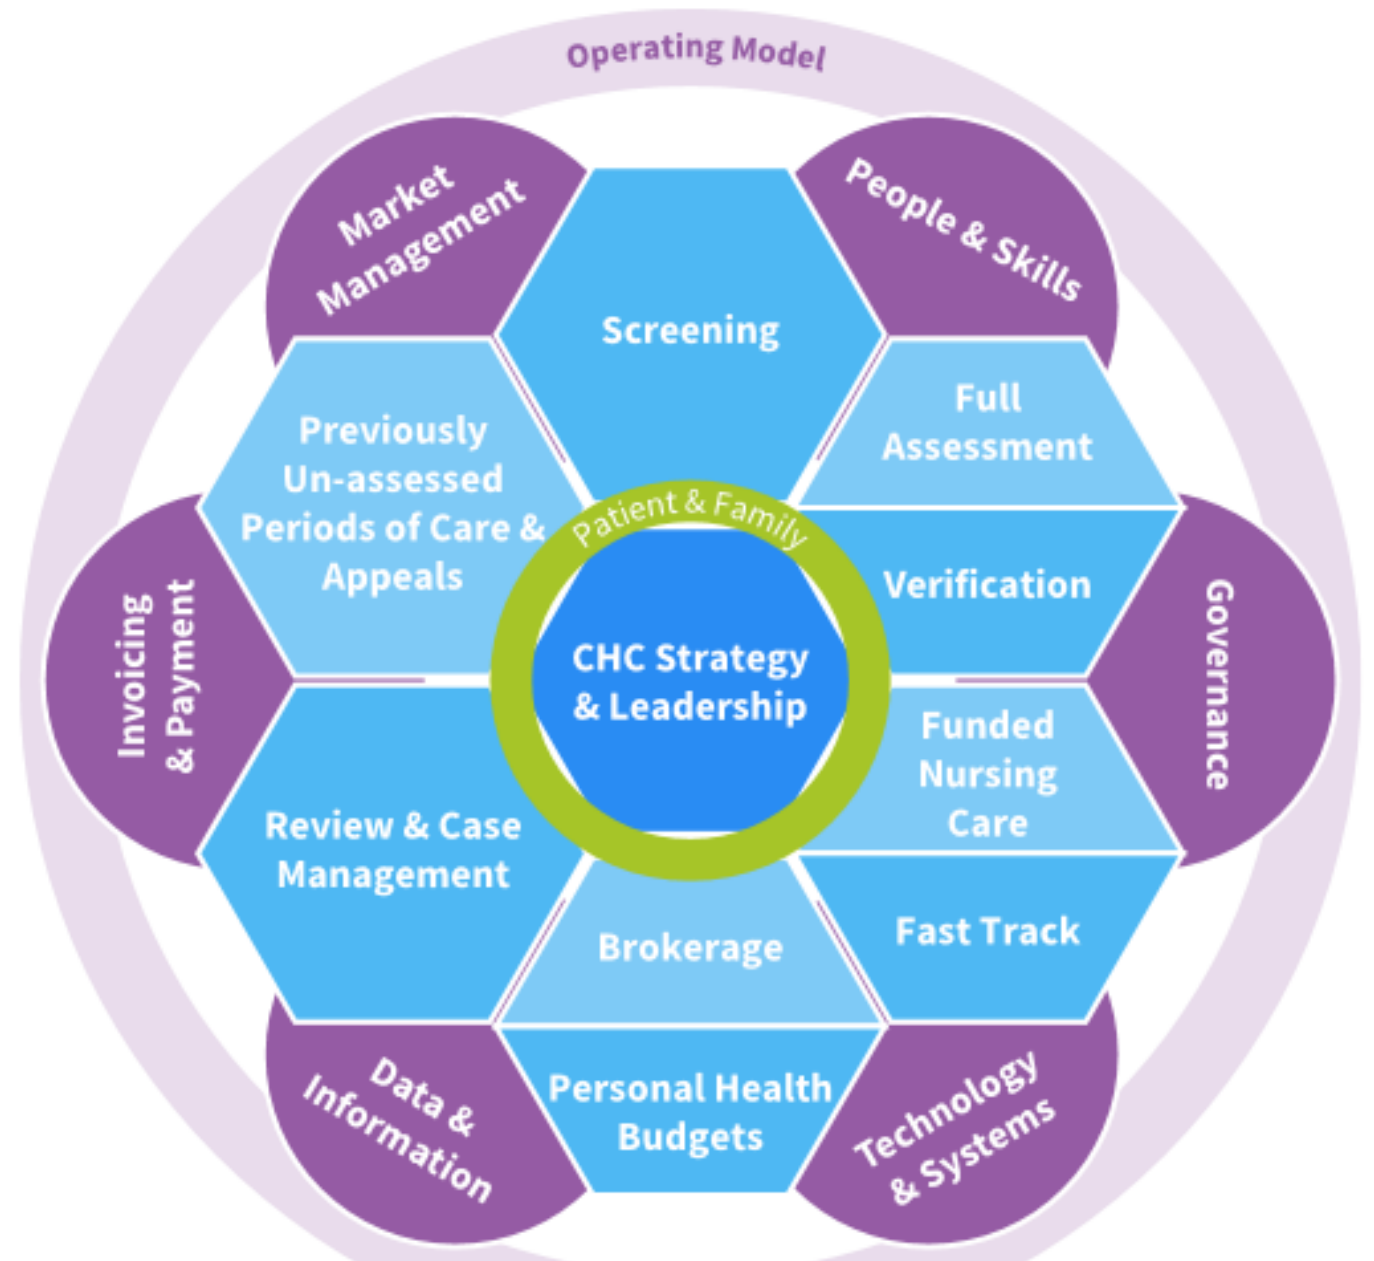 Operating Model
Market
Management
People & Skills
Screening
Previously
Un-assessed
Periods of Care &
Appeals
Full
Assessment
Patient & Family
Verification
Invoicing
& Payment
CHC Strategy
& Leadership
Governance
Funded
Nursing
Care
Review & Case
Management
Fast Track
Brokerage
Data &
Information
Personal Health
Budgets
Technology
& Systems